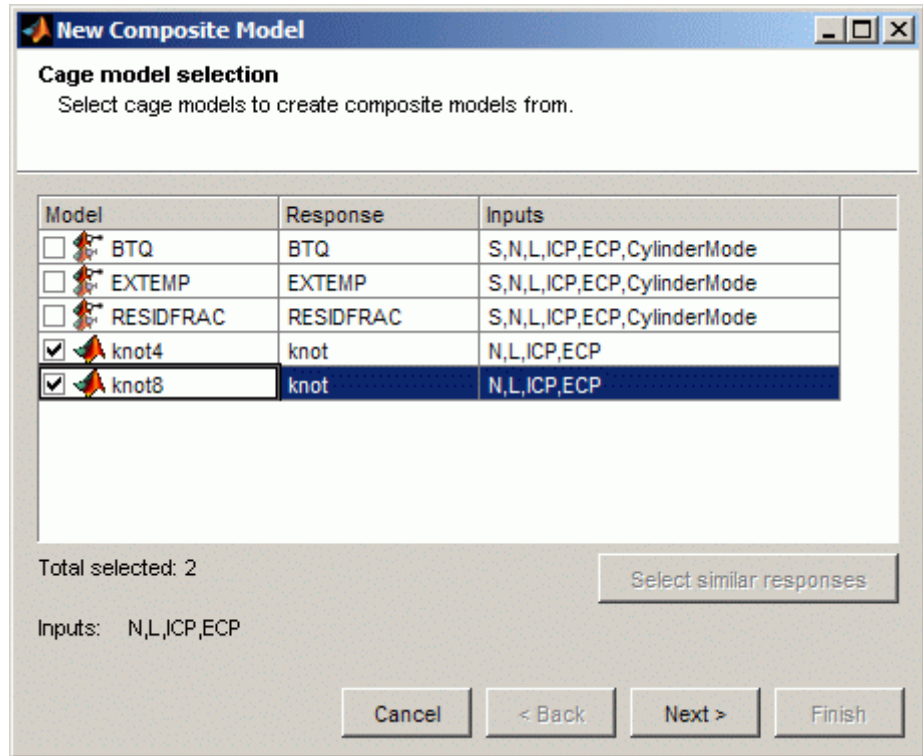 New Composite Model
Cage model selection
Select cage models to create composite models from.
Model Response Inputs
BTQ BTQ S,N,L,ICP,ECP,CylinderMode
EXTEMP EXTEMP S,N,L,ICP,ECP,CylinderMode
RESIDFRAC RESIDFRAC S,N,L,ICP,ECP,CylinderMode
knot4 knot N,L,ICP,ECP
knot8 knot N,L,ICP,ECP
Total selected: 2
Select similar responses
Inputs: N,L,ICP,ECP
Cancel < Back Next > Finish